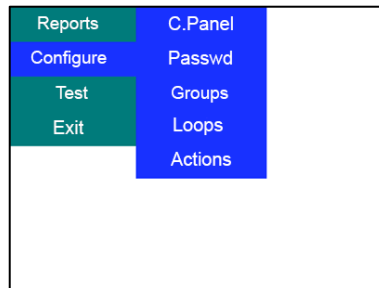 Reports
Configure
Test
Exit
C.Panel
Passwd
Groups
Loops
Actions